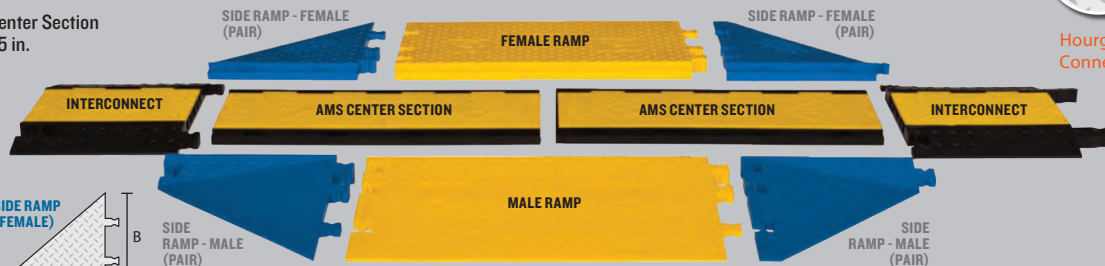 enter Section
5 in.
SIDE RAMP - FEMALE
(PAIR)
FEMALE RAMP
SIDE RAMP - FEMALE
(PAIR)
Hourg
Conne
INTERCONNECT
AMS CENTER SECTION
AMS CENTER SECTION
INTERCONNECT
MALE RAMP
SIDE RAMP
FEMALE)
B
SIDE
RAMP - MALE
(PAIR)
SIDE
RAMP - MALE
(PAIR)